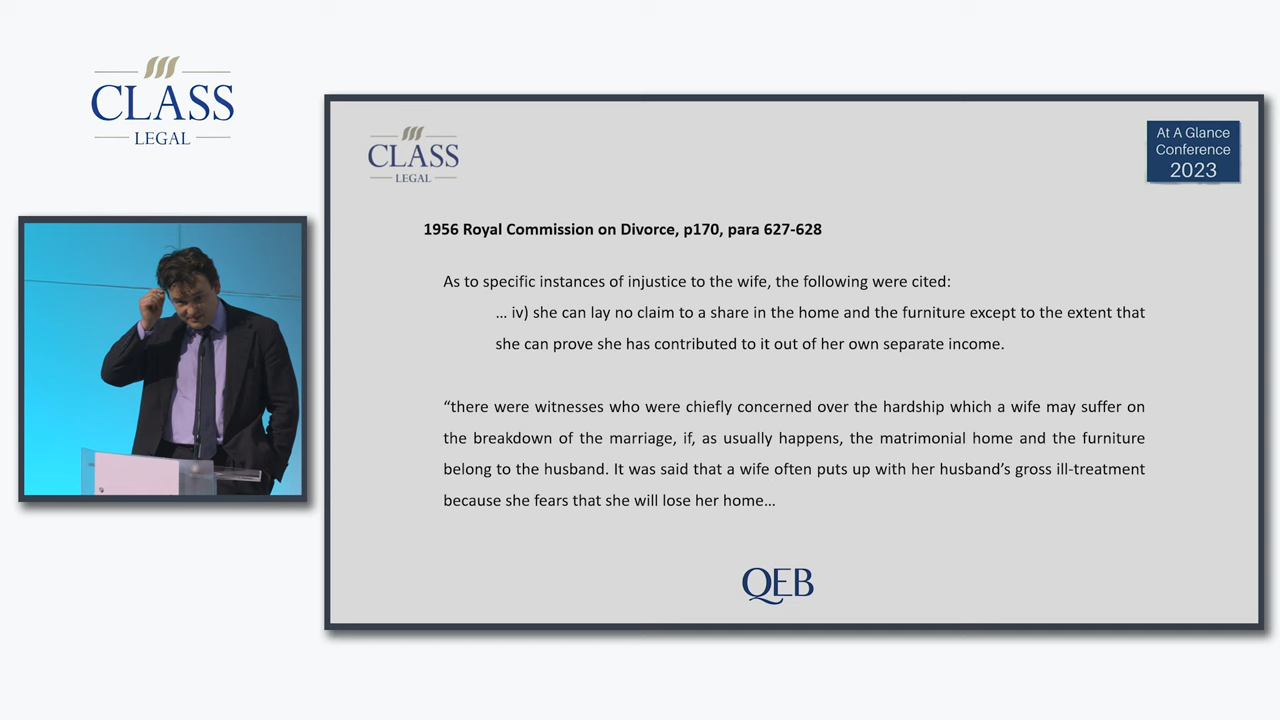 CLASS
LEGAL
CLASS
LEGAL
At A Glance
Conference
2023
1956 Royal Commission on Divorce, p170, para 627-628
As to specific instances of injustice to the wife, the following were cited:
… iv) she can lay no claim to a share in the home and the furniture except to the extent that
she can prove she has contributed to it out of her own separate income.
“there were witnesses who were chiefly concerned over the hardship which a wife may suffer on
the breakdown of the marriage, if, as usually happens, the matrimonial home and the furniture
belong to the husband. It was said that a wife often puts up with her husband’s gross ill-treatment
because she fears that she will lose her home…
QEB